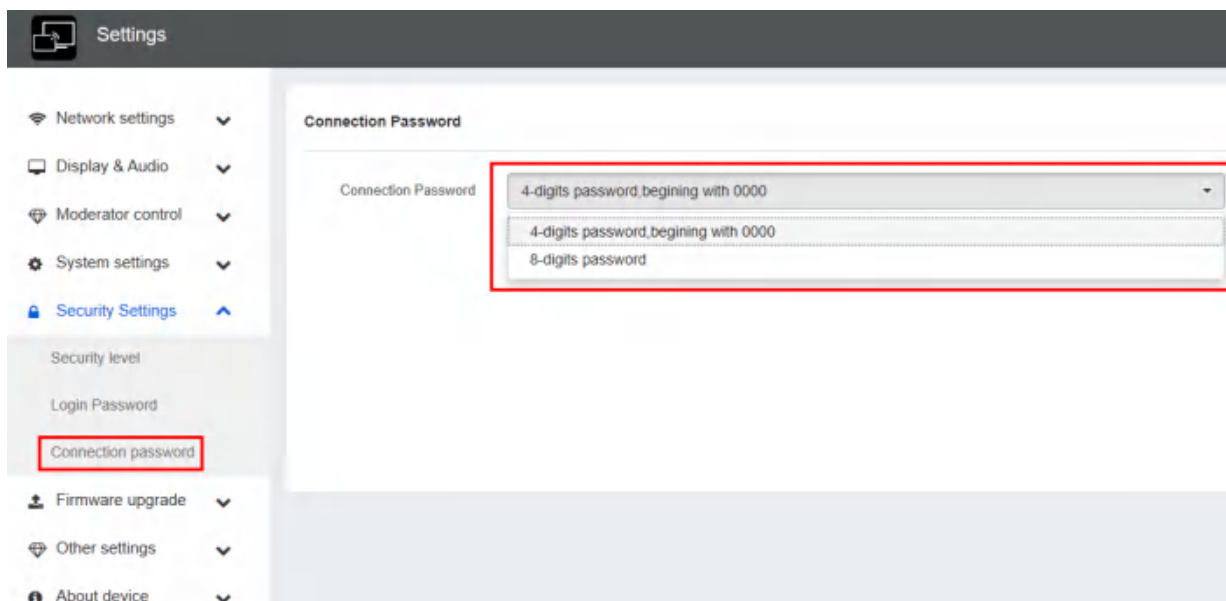 Settings
Network settings
Display & Audio
Moderator control
System settings
Security Settings
Security level
Login Password
Connection password
Firmware upgrade
Other settings
About device
Connection Password
Connection Password
4-digits password,begining with 0000
4-digits password,begining with 0000
8-digits password